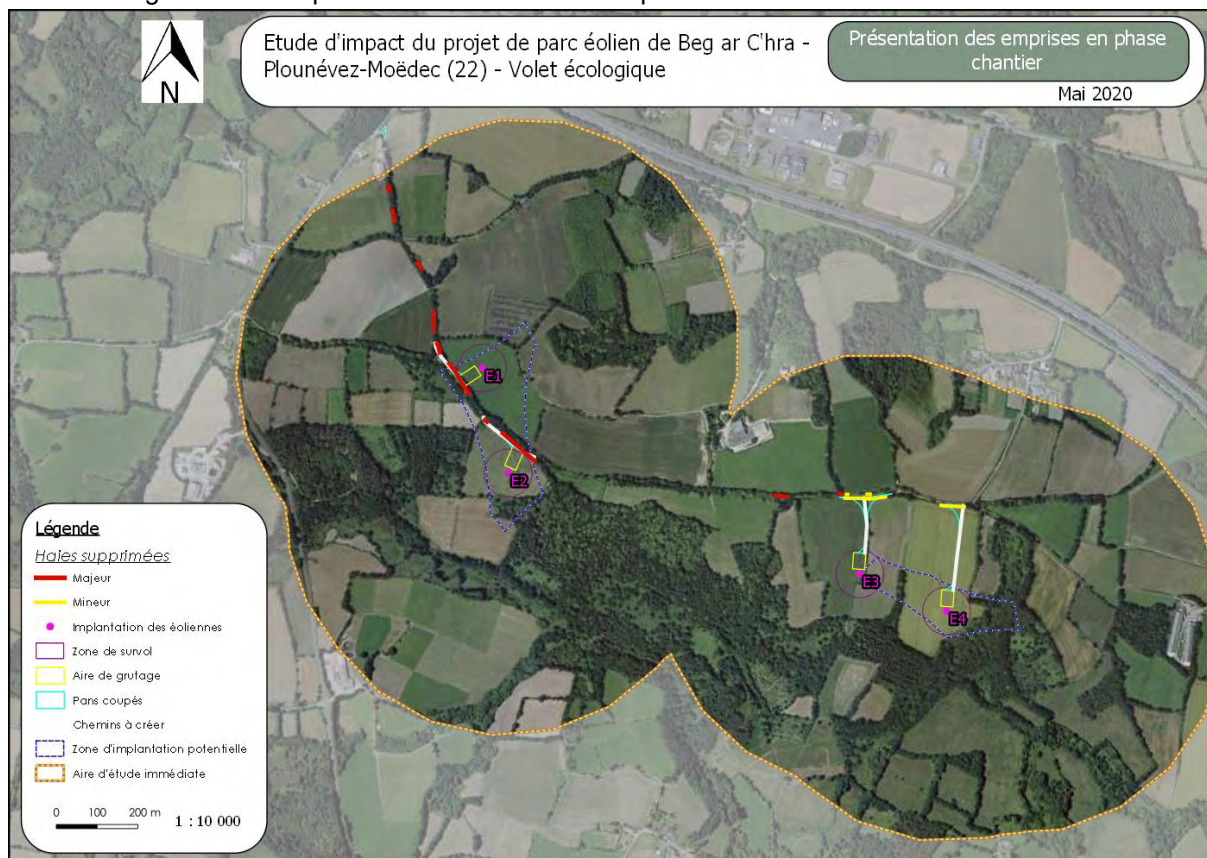 N
Etude d'impact du projet de parc éolien de Beg ar C'hra -
Plounévez-Moëdec (22) - Volet écologique
Présentation des emprises en phase
chantier
Mai 2020
E1
E2
E3
E4
Légende
Haies supprimées
Majeur
Mineur
Implantation des éoliennes
Zone de survol
Aire de grutage
Pans coupés
Chemins à créer
Zone d'implantation potentielle
Aire d'étude immédiate
0 100 200 m
1 : 10 000